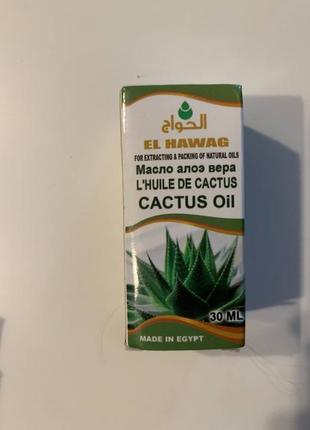 الحواج
EL HAWAG
FOR EXTRACTING & PACKING OF NATURAL OILS
Масло алоэ вера
L'HUILE DE CACTUS
CACTUS Oil
30 ML
MADE IN EGYPT